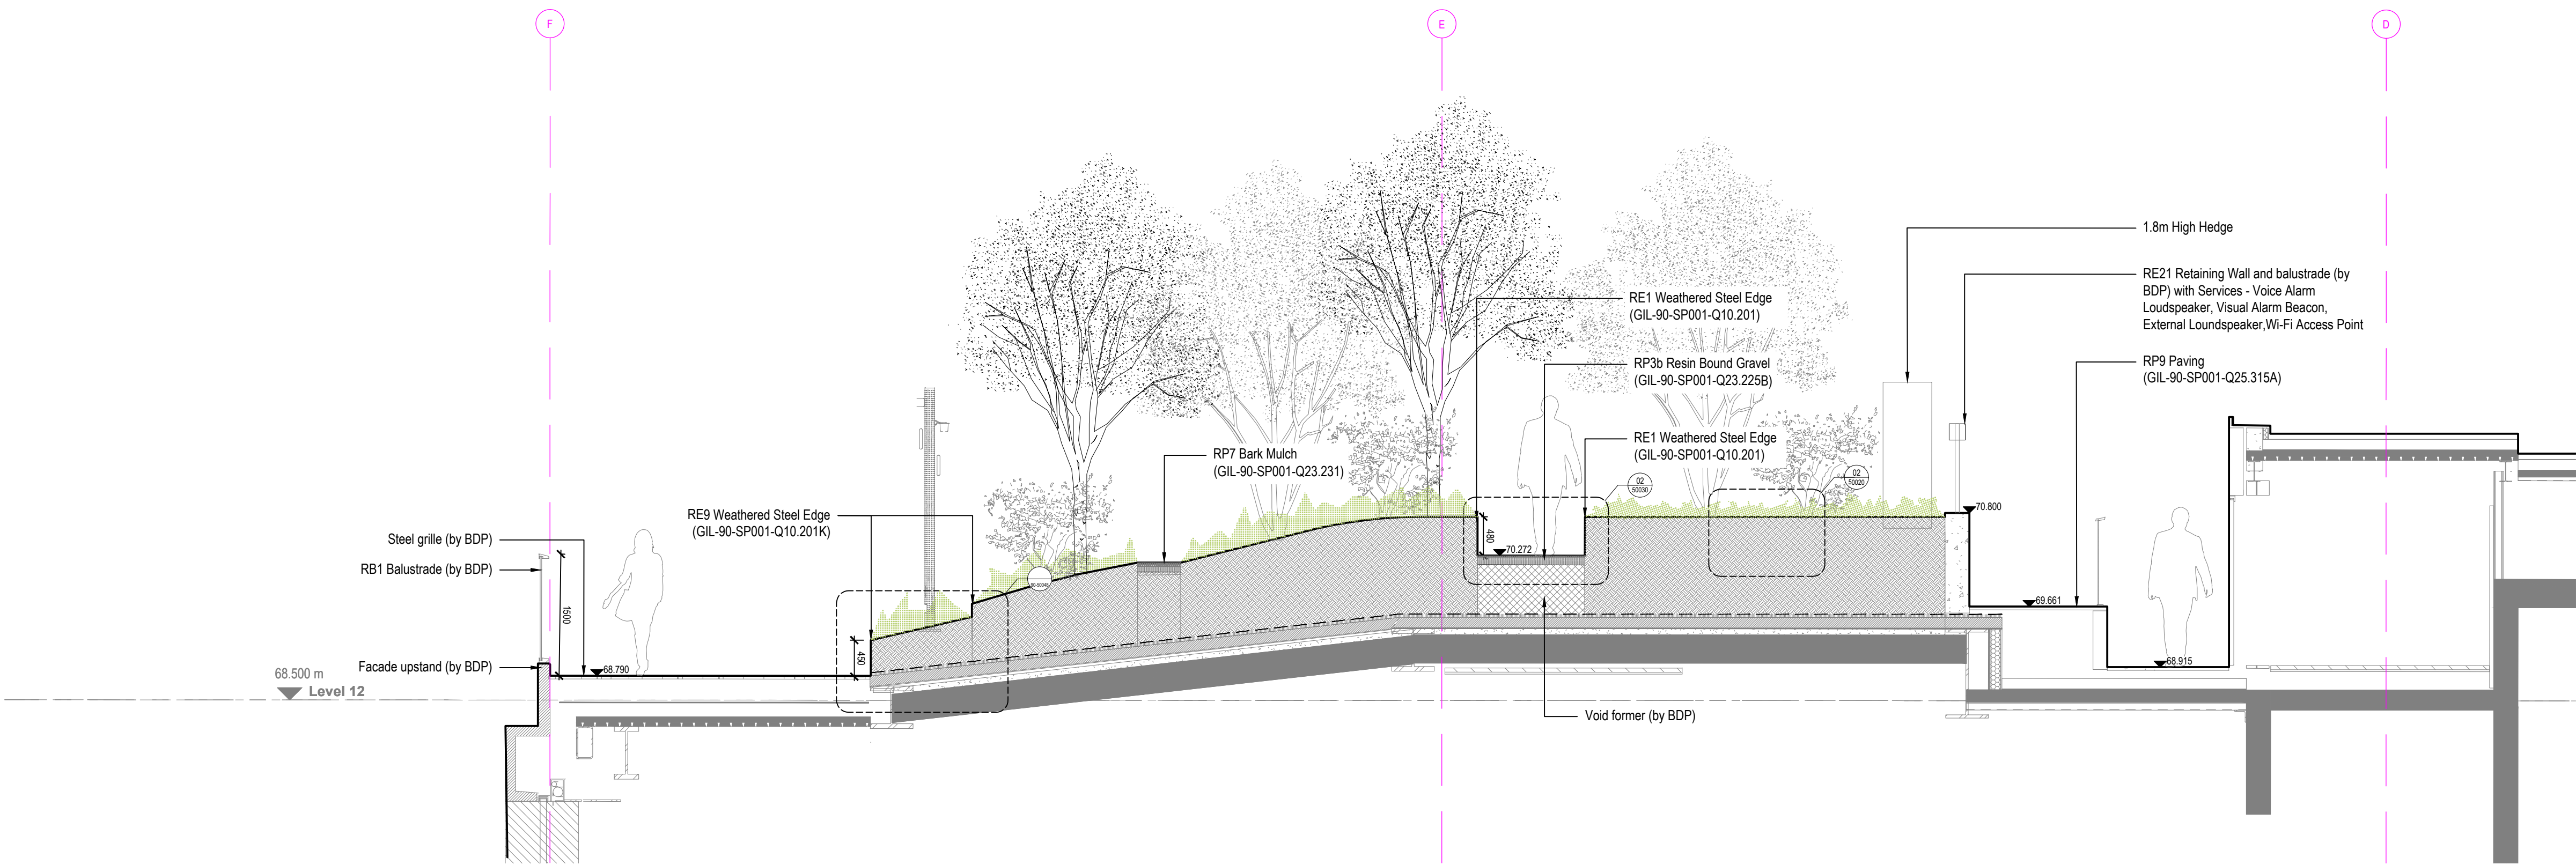 F
E
D
1.8m High Hedge
RE21 Retaining Wall and balustrade (by
BDP) with Services - Voice Alarm
Loudspeaker, Visual Alarm Beacon,
External Loundspeaker,Wi-Fi Access Point
RP9 Paving
(GIL-90-SP001-Q25.315A)
RE1 Weathered Steel Edge
(GIL-90-SP001-Q10.201)
RP3b Resin Bound Gravel
(GIL-90-SP001-Q23.225B)
RE1 Weathered Steel Edge
(GIL-90-SP001-Q10.201)
RP7 Bark Mulch
(GIL-90-SP001-Q23.231)
02
50030
02
50020
RE9 Weathered Steel Edge
(GIL-90-SP001-Q10.201K)
Steel grille (by BDP)
RB1 Balustrade (by BDP)
Facade upstand (by BDP)
1500
450
480
70.272
70.800
69.661
68.915
68.790
68.500 m
Level 12
Void former (by BDP)